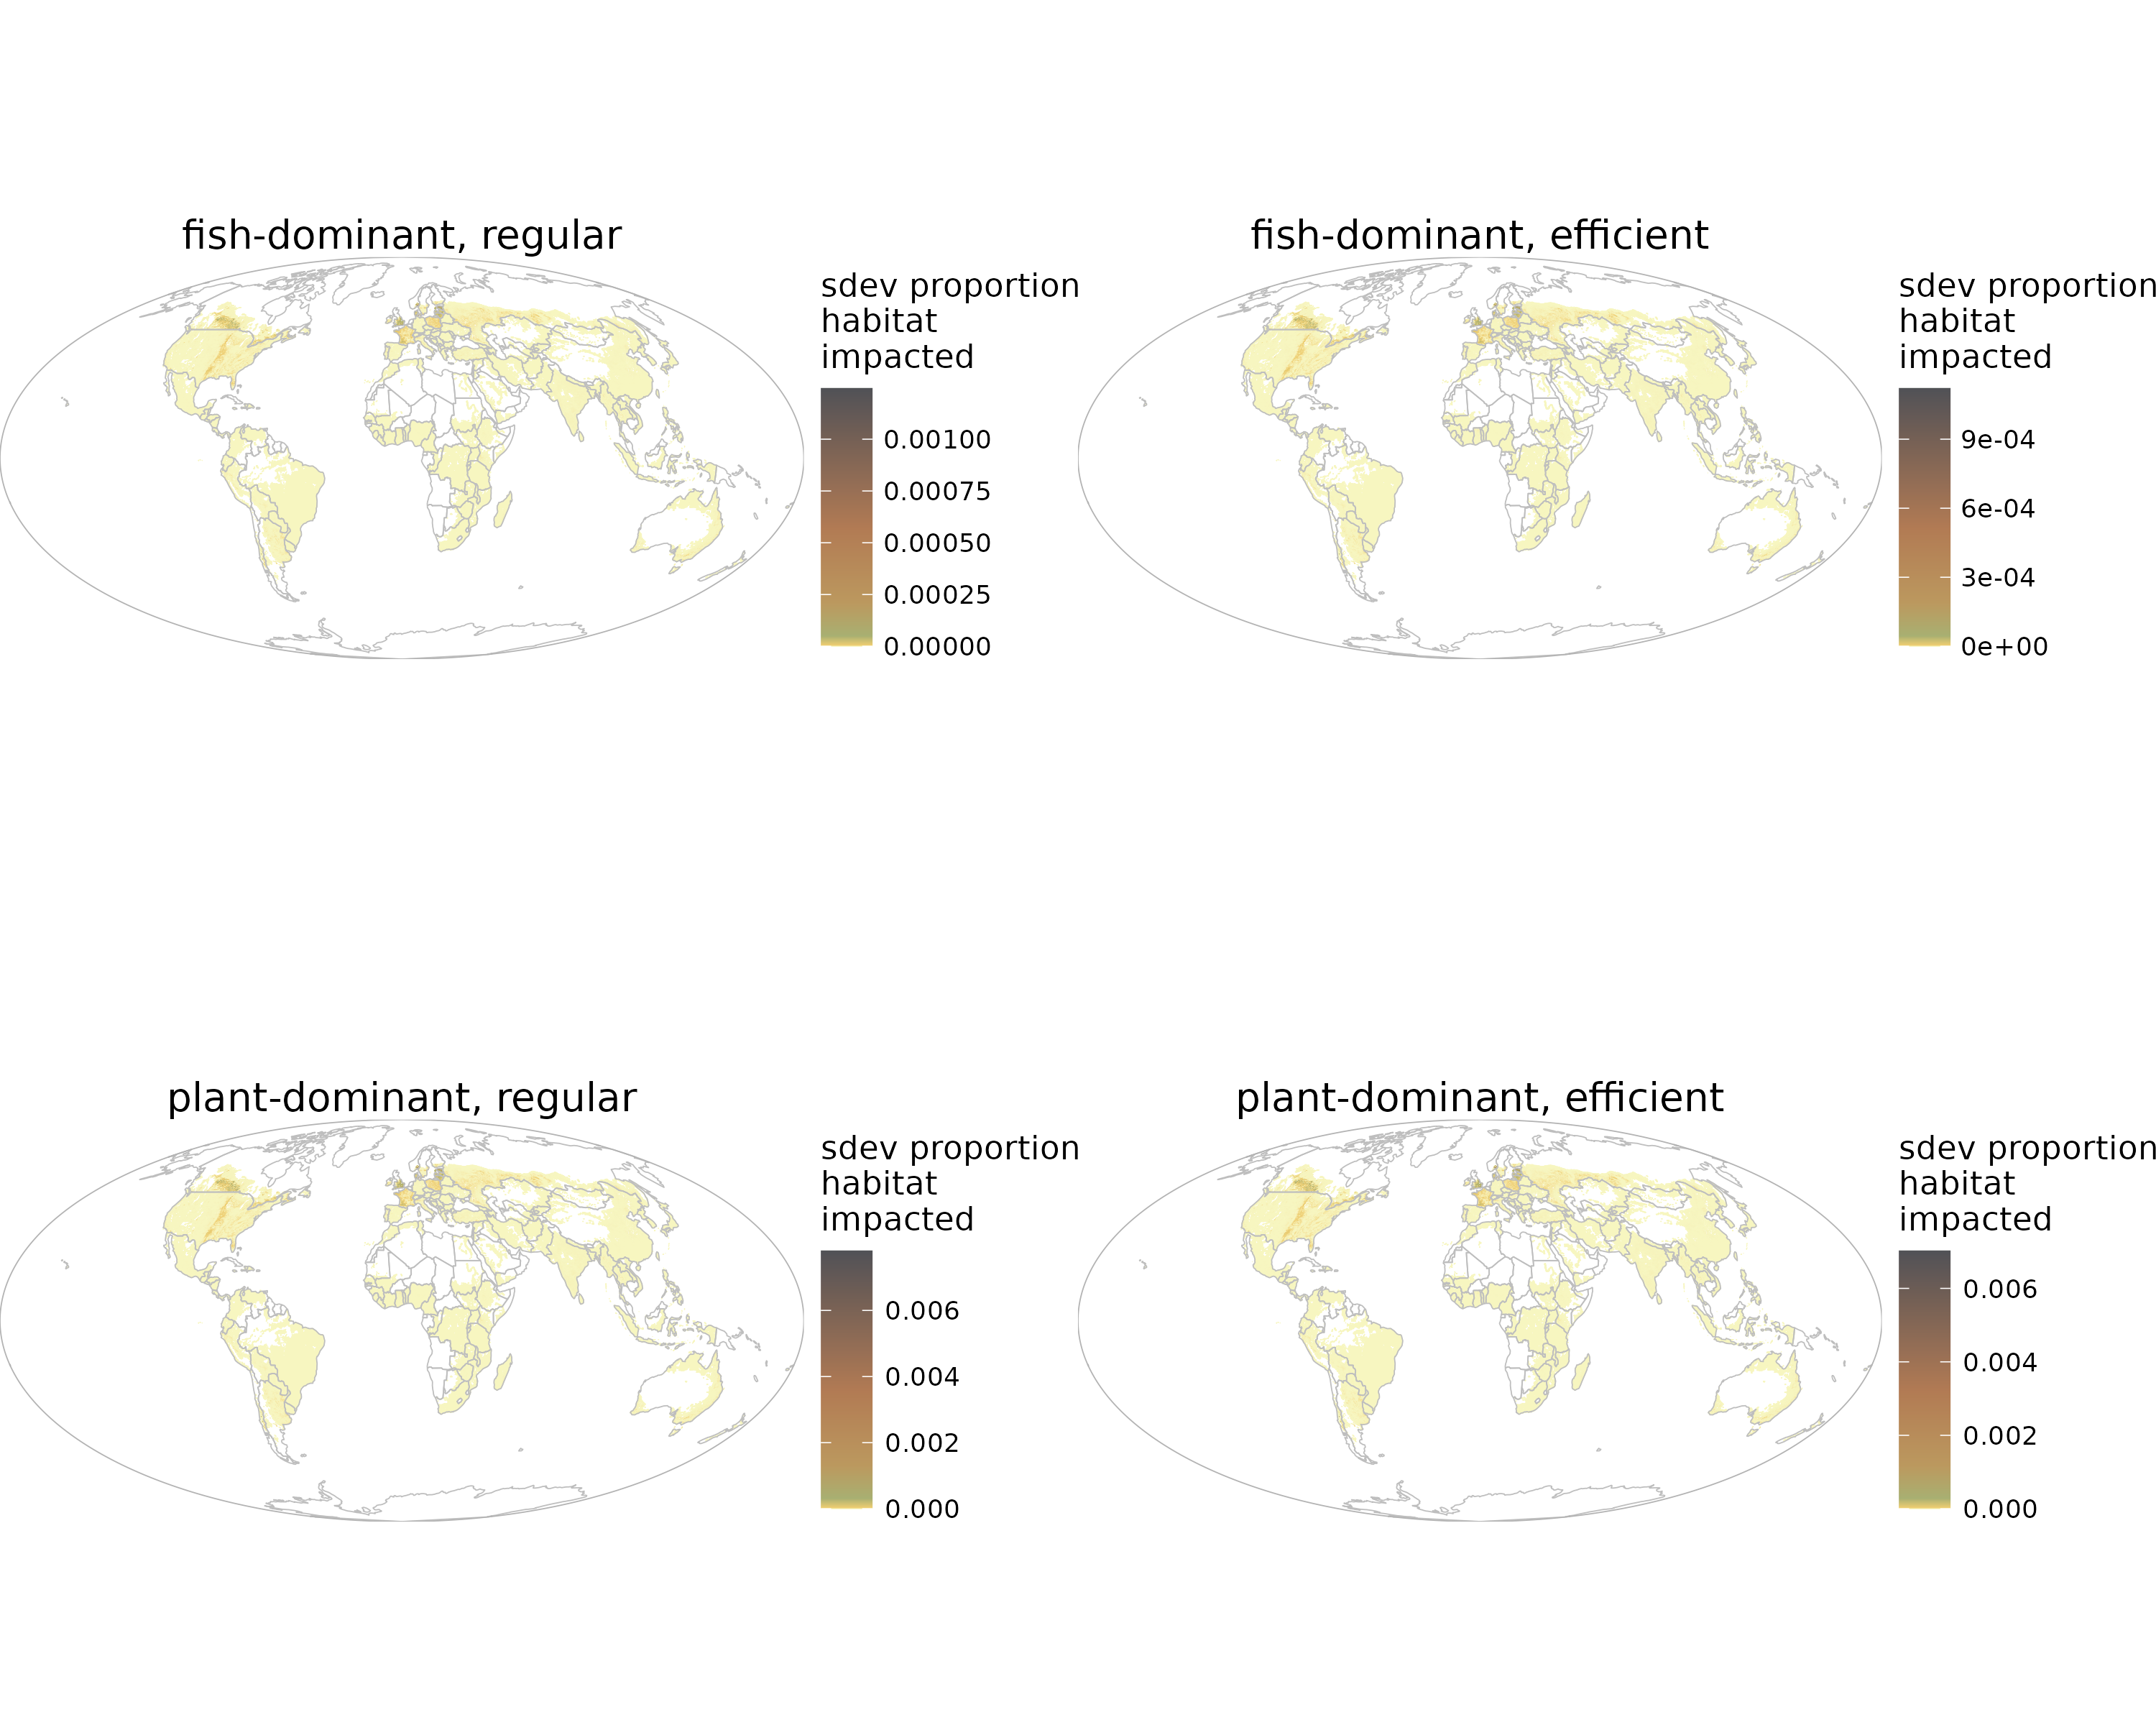 fish-dominant, regular
sdev proportion
habitat
impacted
0.00100
0.00075
0.00050
0.00025
0.00000
fish-dominant, efficient
sdev proportion
habitat
impacted
9e-04
6e-04
3e-04
0e+00
plant-dominant, regular
sdev proportion
habitat
impacted
0.006
0.004
0.002
0.000
plant-dominant, efficient
sdev proportion
habitat
impacted
0.006
0.004
0.002
0.000